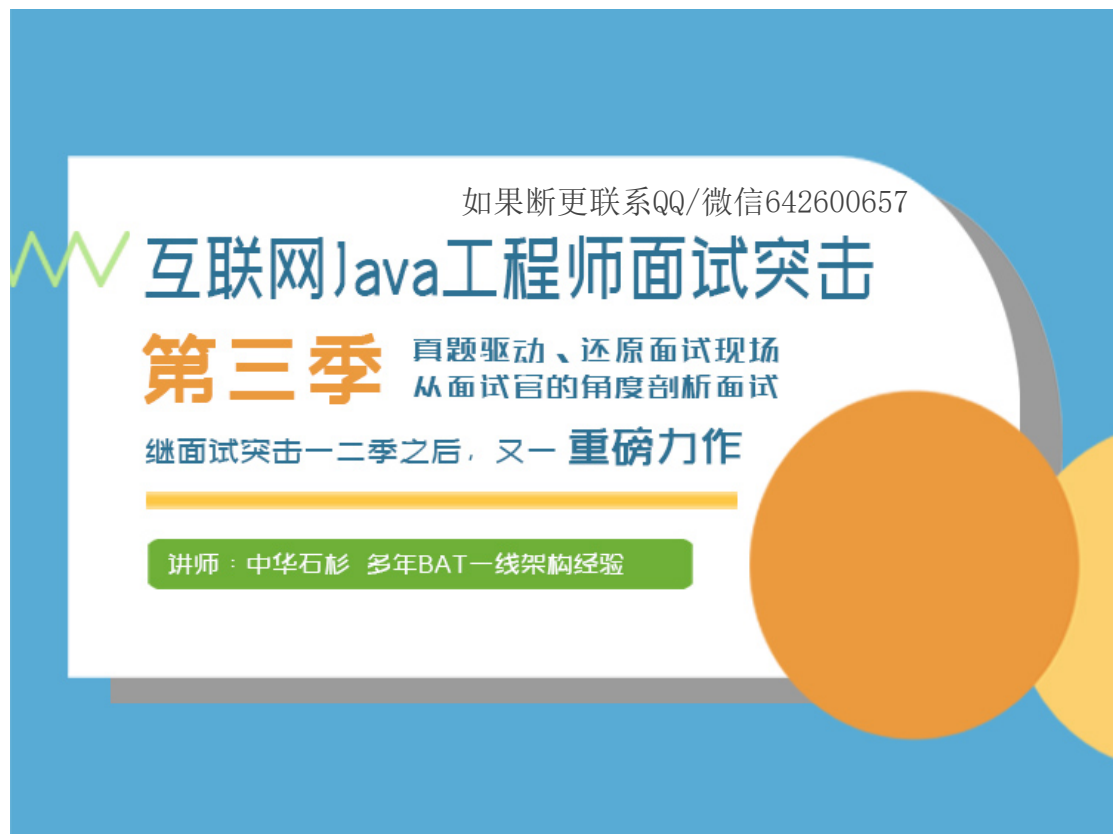 如果断更联系QQ/微信642600657
互联网Java工程师面试突击
第三季
真题驱动、还原面试现场
从面试官的角度剖析面试
继面试突击一二季之后，又一 重磅力作
讲师：中华石杉 多年BAT一线架构经验